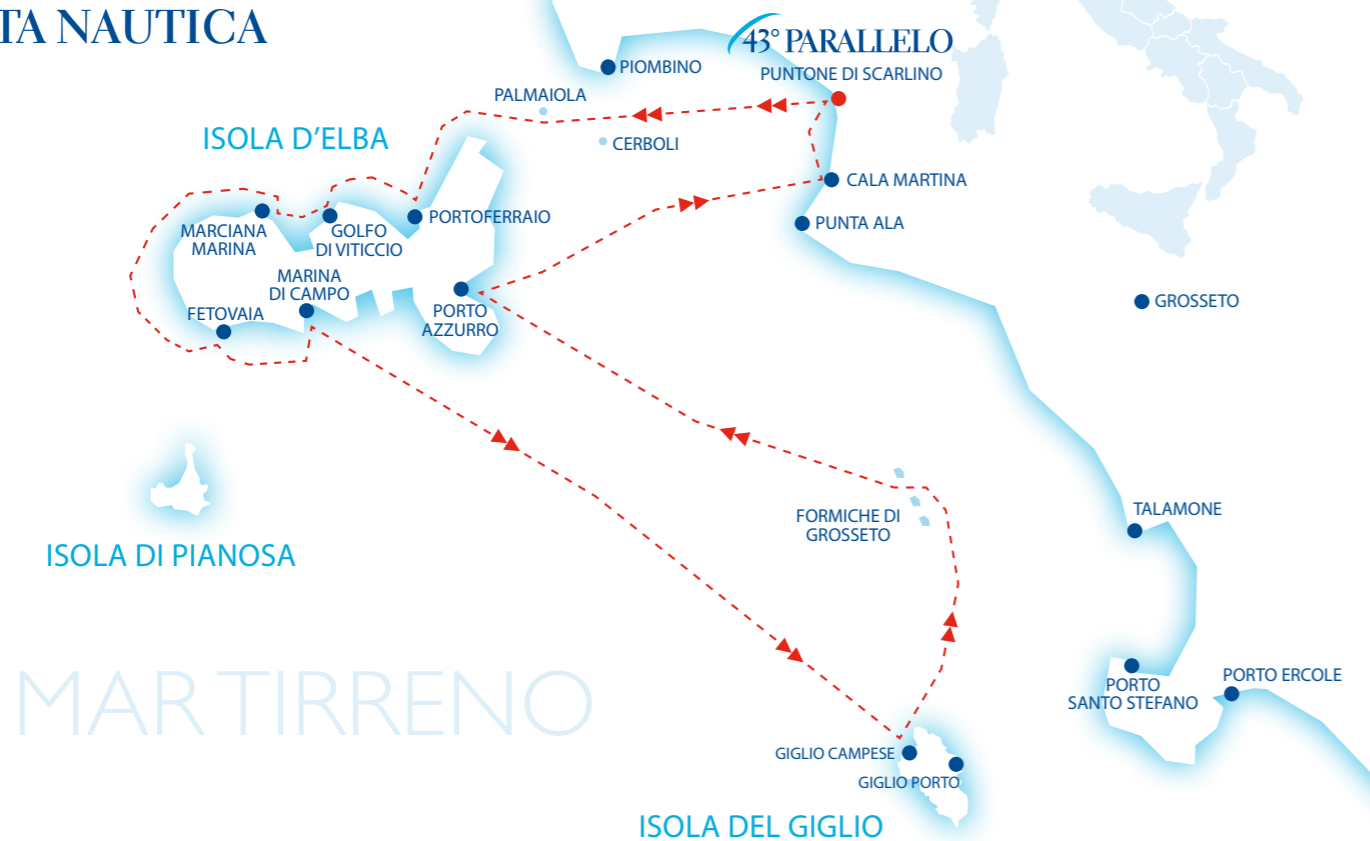 TA NAUTICA
43° PARALLELO
PUNTONE DI SCARLINO
PIOMBINO
PALMAIOLA
CERBOLI
ISOLA D'ELBA
CALA MARTINA
PUNTA ALA
PORTOFERRAIO
MARCIANA
MARINA
GOLFO
DI VITICCIO
MARINA
DI CAMPO
FETOVAIA
PORTO
AZZURRO
GROSSETO
FORMICHE DI
GROSSETO
TALAMONE
ISOLA DI PIANOSA
MAR TIRRENO
PORTO
SANTO STEFANO
PORTO ERCOLE
GIGLIO CAMPESE
GIGLIO PORTO
ISOLA DEL GIGLIO